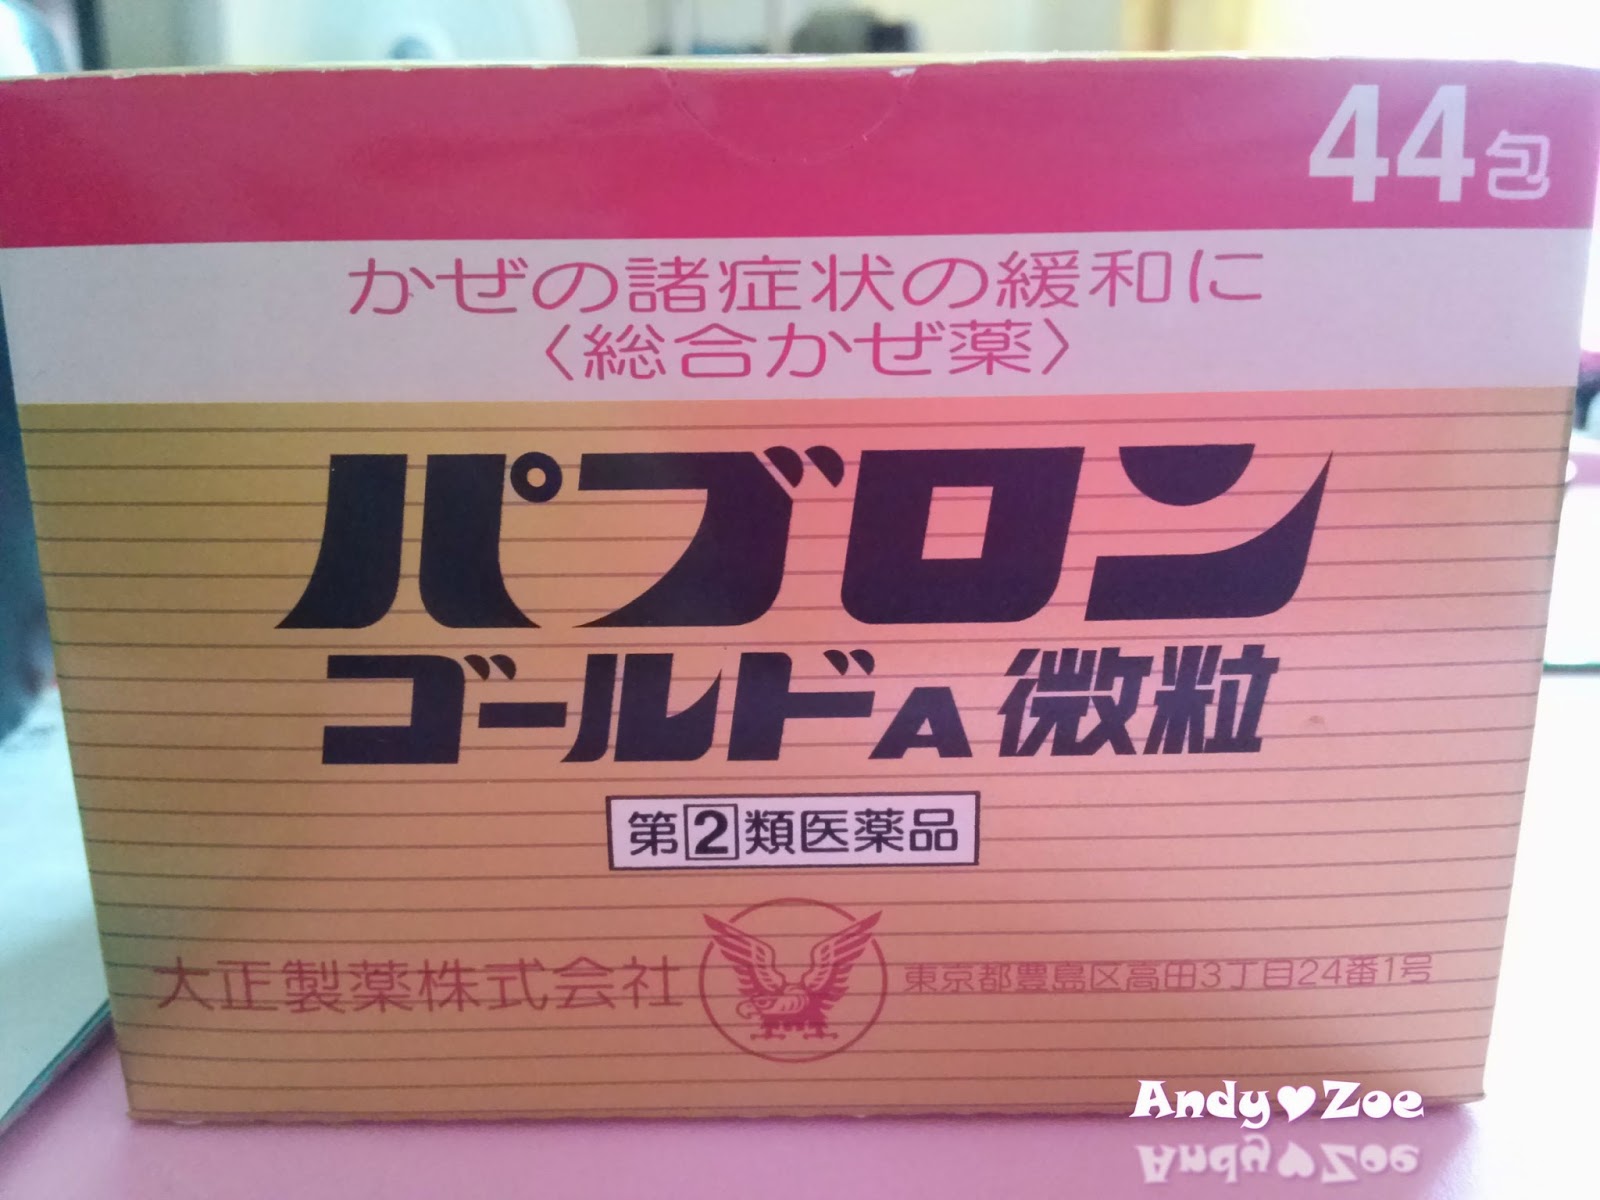 44包
かぜの諸症状の緩和に
〈総合かぜ薬〉
パブロン
ゴールドA微粒
第2類医薬品
大正製薬株式会社
東京都豊島区高田3丁目24番1号
Andy♥Zoe